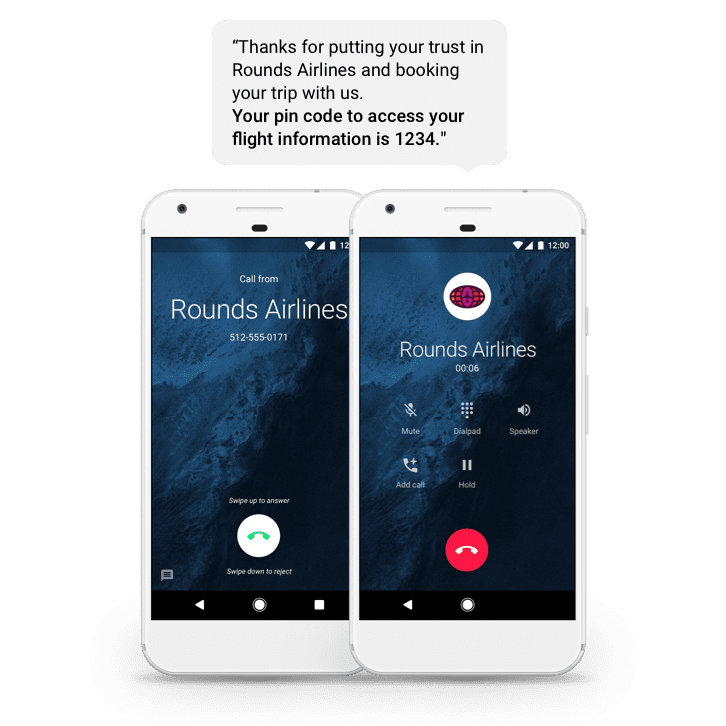 “Thanks for putting your trust in
Rounds Airlines and booking
your trip with us.
Your pin code to access your
flight information is 1234."
12
Call from
Rounds Airlines
512-555-0171
Swipe up to answer
Swipe down to reject
12:00
Rounds Airlines
00:06
Mute
Dialpad
Speaker
Add call
Hold